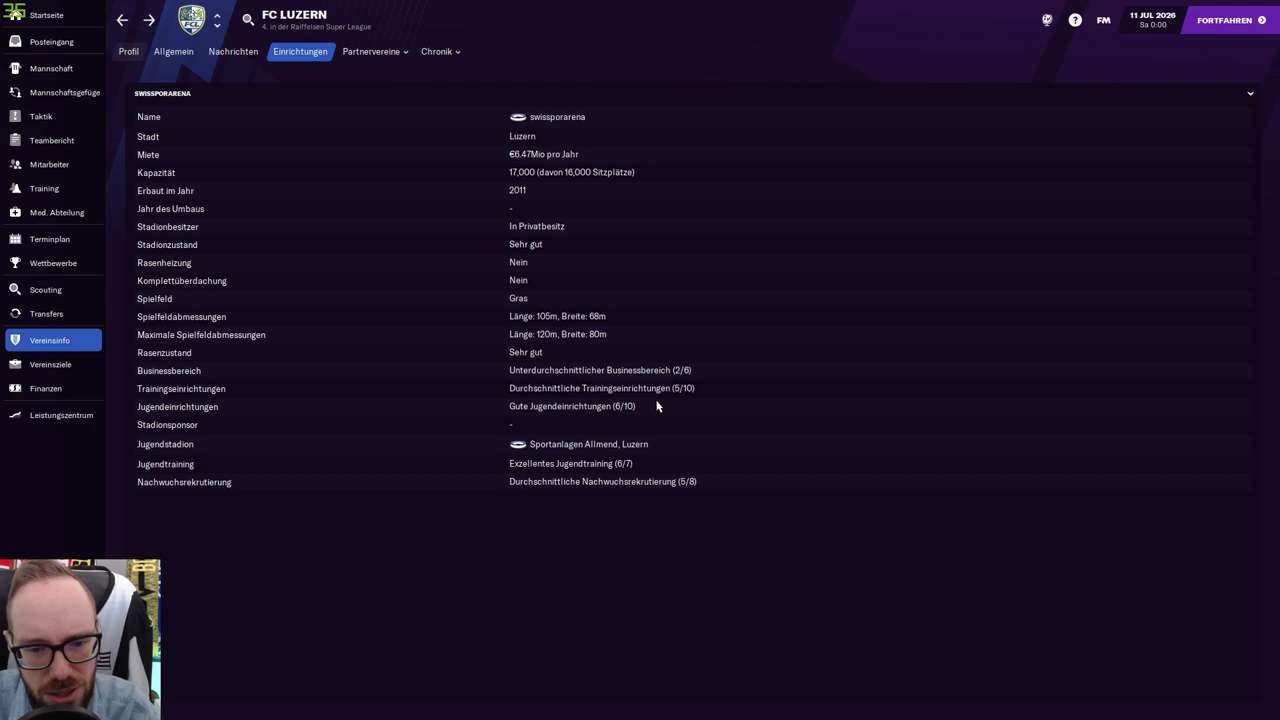 Startseite
Posteingang
Mannschaft
Mannschaftsgefüge
Taktik
Teambericht
Mitarbeiter
Training
Med. Abteilung
Terminplan
Wettbewerbe
Scouting
Transfers
Vereinsinfo
Vereinsziele
Finanzen
Leistungszentrum
FCL
FC LUZERN
4. in der Raiffeisen Super League
FM
11 JUL 2026
Sa 0:00
FORTFAHREN
Profil Allgemein Nachrichten Einrichtungen Partnervereine Chronik
SWISSPORARENA
Name swissporarena
Stadt Luzern
Miete €6.47Mio pro Jahr
Kapazität 17,000 (davon 16,000 Sitzplätze)
Erbaut im Jahr 2011
Jahr des Umbaus -
Stadionbesitzer In Privatbesitz
Stadionzustand Sehr gut
Rasenheizung Nein
Komplettüberdachung Nein
Spielfeld Gras
Spielfeldabmessungen Länge: 105m, Breite: 68m
Maximale Spielfeldabmessungen Länge: 120m, Breite: 80m
Rasenzustand Sehr gut
Businessbereich Unterdurchschnittlicher Businessbereich (2/6)
Trainingseinrichtungen Durchschnittliche Trainingseinrichtungen (5/10)
Jugendeinrichtungen Gute Jugendeinrichtungen (6/10)
Stadionsponsor -
Jugendstadion Sportanlagen Allmend, Luzern
Jugendtraining Exzellentes Jugendtraining (6/7)
Nachwuchsrekrutierung Durchschnittliche Nachwuchsrekrutierung (5/8)